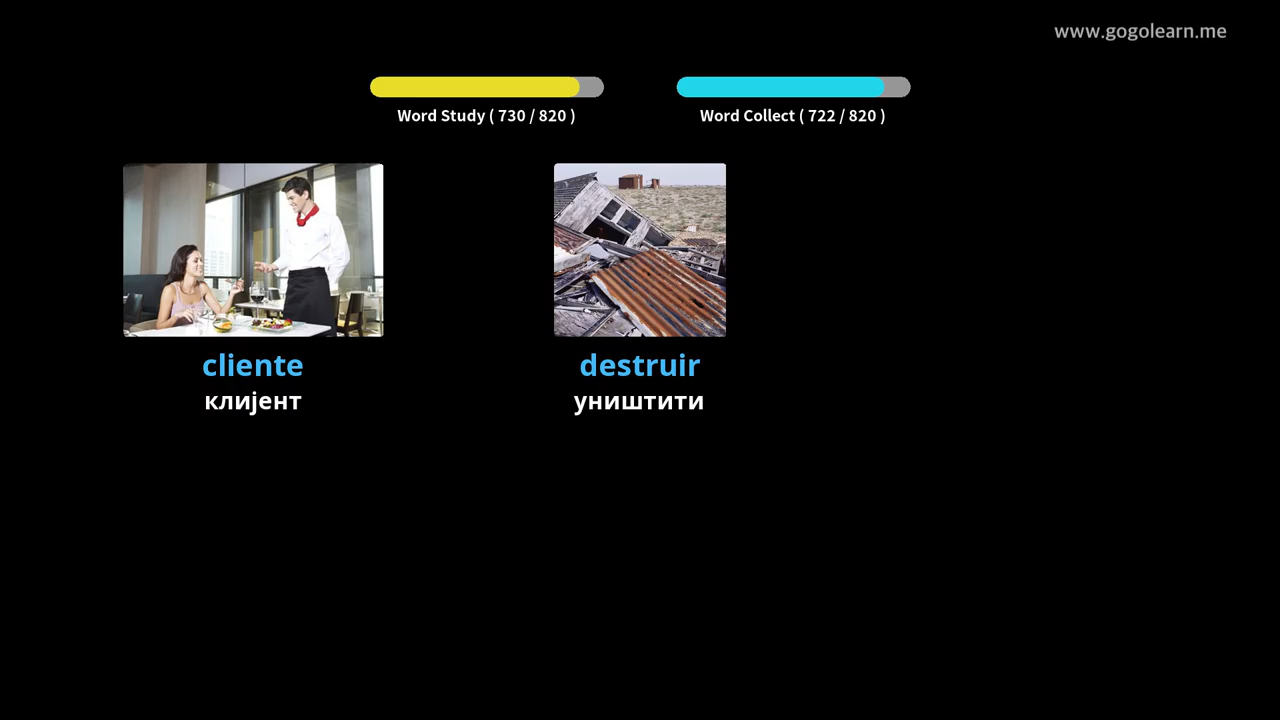 www.gogolearn.me
Word Study ( 730 / 820 )
Word Collect ( 722 / 820 )
cliente
клијент
destruir
уништити